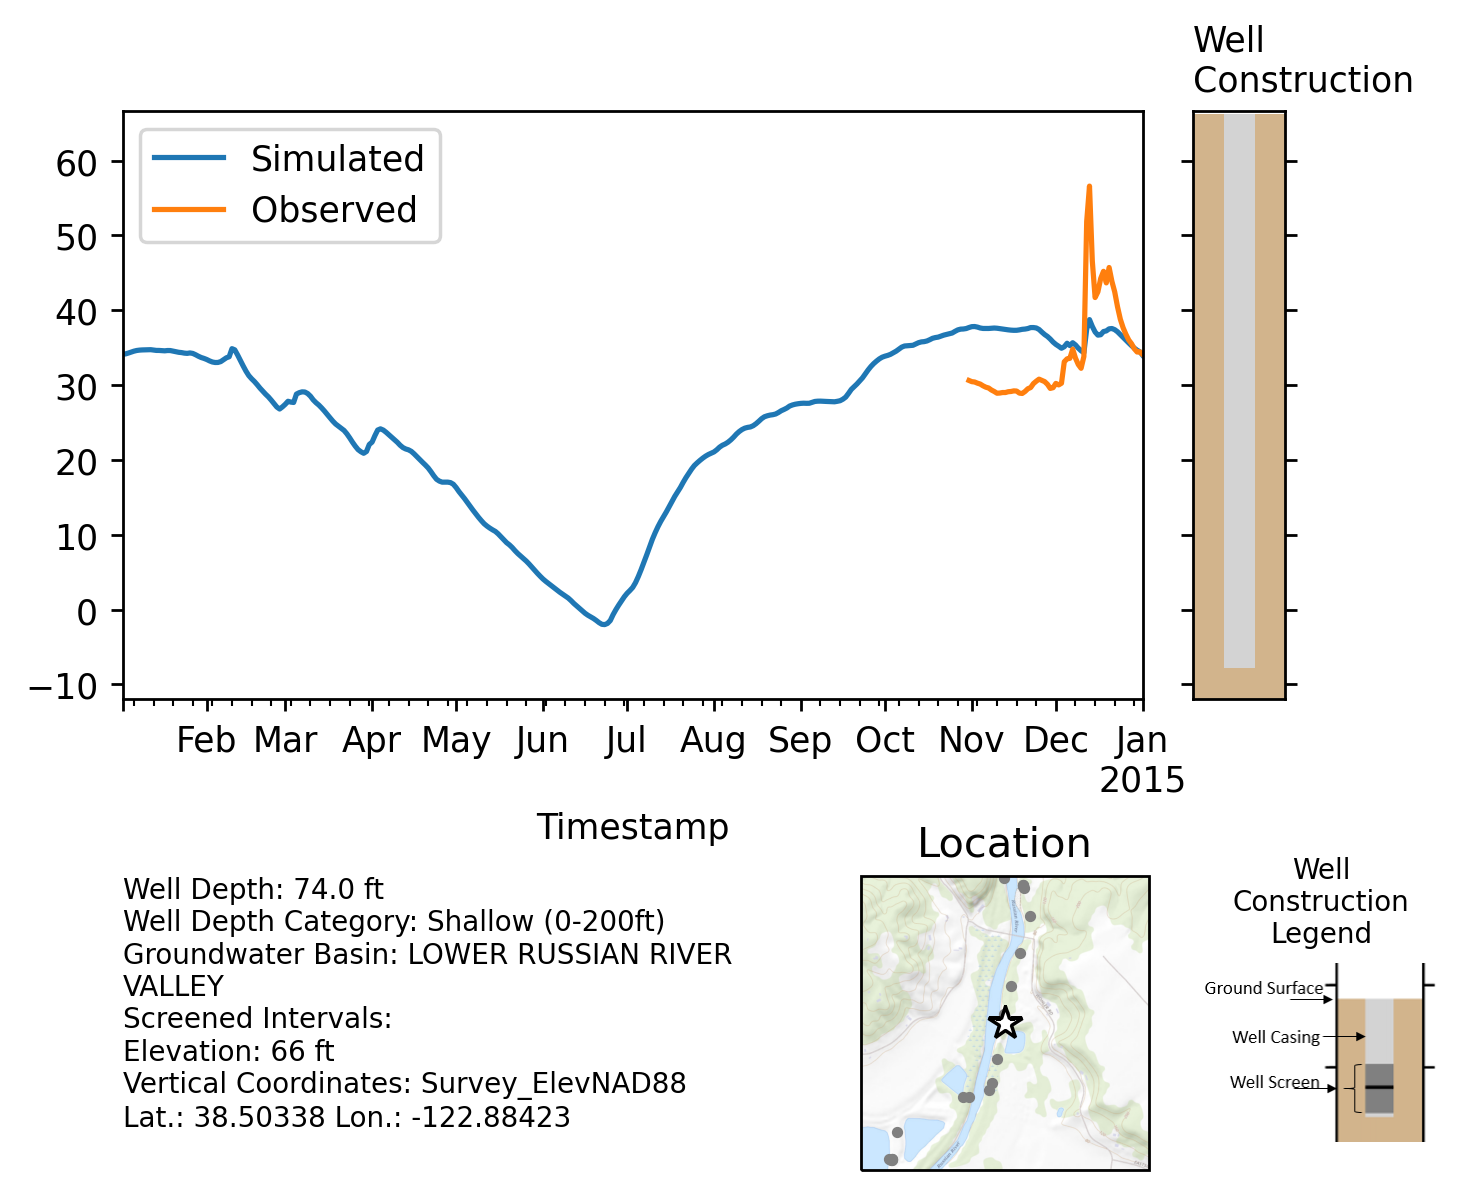 Well
Construction
Simulated
Observed
60
50
40
30
20
10
0
−10
Feb Mar Apr May Jun Jul Aug Sep Oct Nov Dec Jan
2015
Timestamp
Well Depth: 74.0 ft
Well Depth Category: Shallow (0-200ft)
Groundwater Basin: LOWER RUSSIAN RIVER
VALLEY
Screened Intervals:
Elevation: 66 ft
Vertical Coordinates: Survey_ElevNAD88
Lat.: 38.50338 Lon.: -122.88423
Location
Well
Construction
Legend
Ground Surface
Well Casing
Well Screen